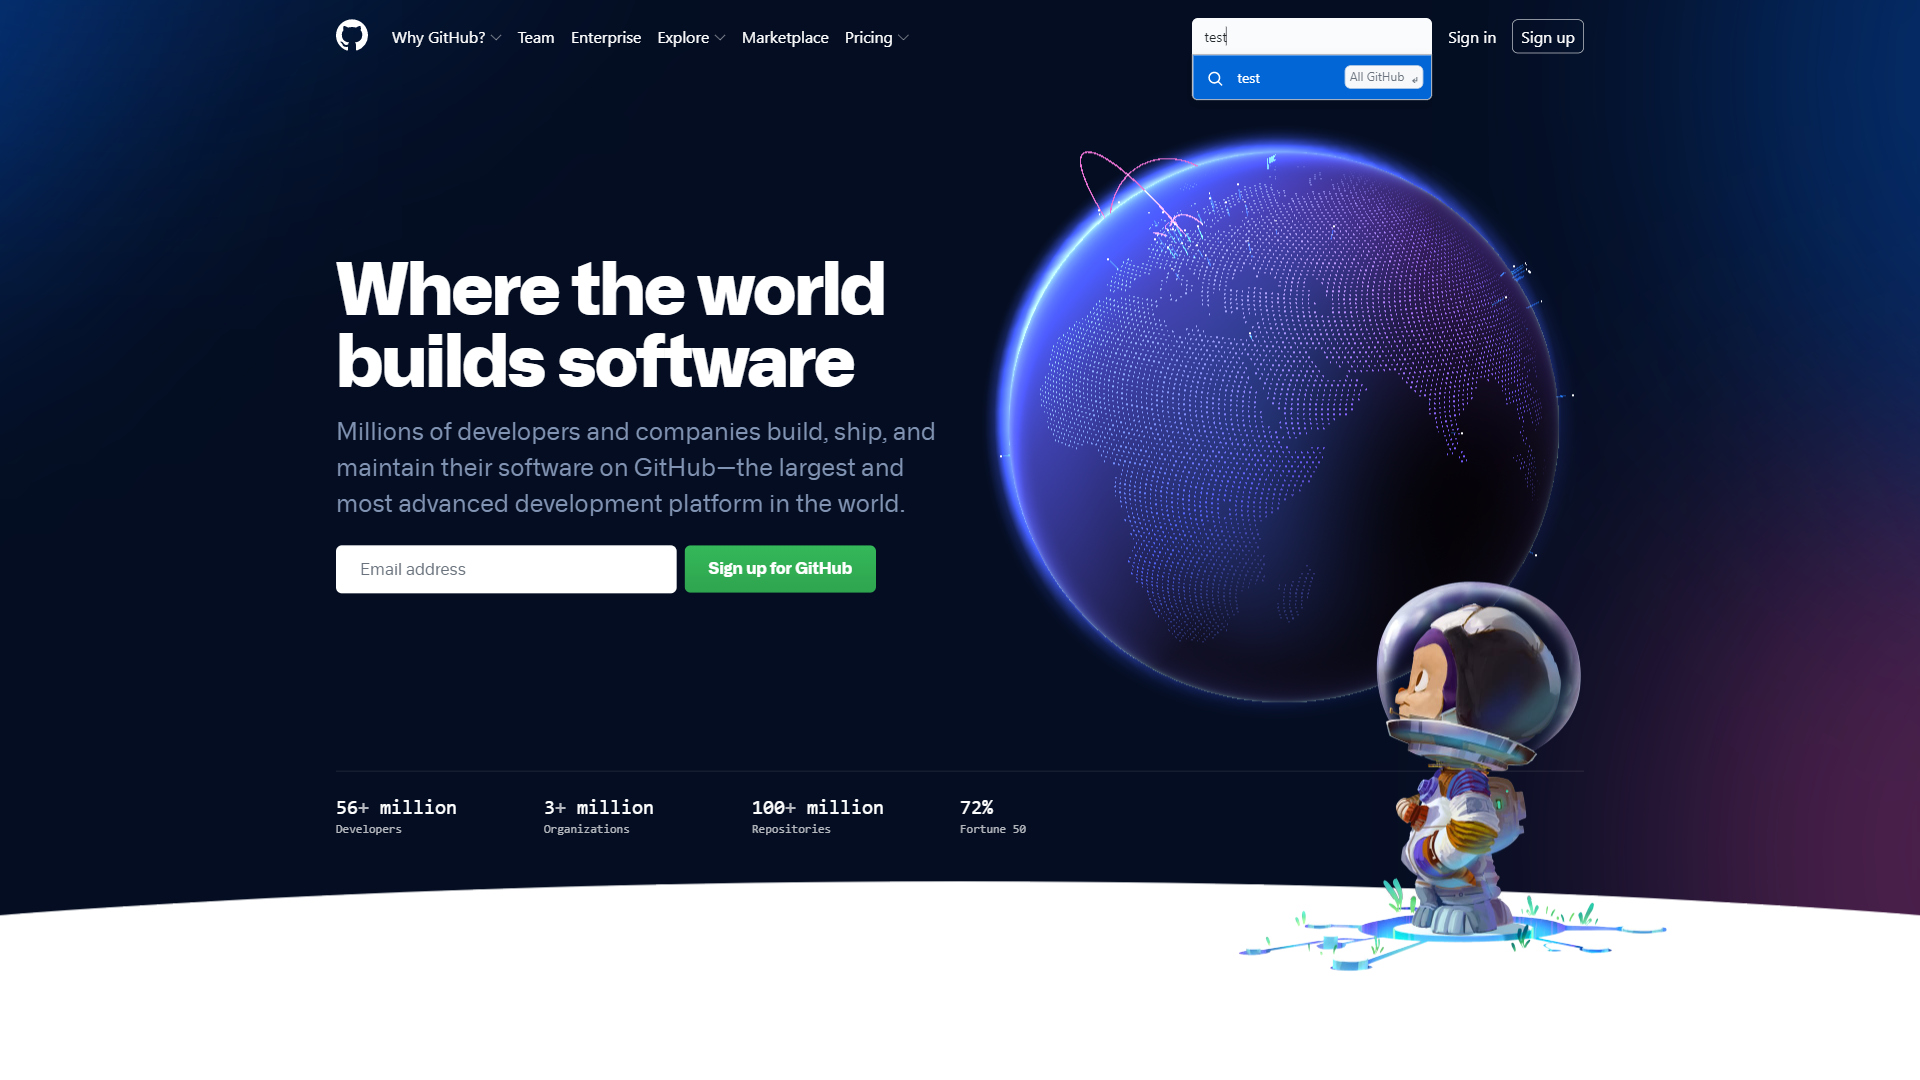 Why GitHub?
Team
Enterprise
Explore
Marketplace
Pricing
test
Sign in
Sign up
test
All GitHub
Where the world
builds software
Millions of developers and companies build, ship, and
maintain their software on GitHub—the largest and
most advanced development platform in the world.
Email address
Sign up for GitHub
56+ million
Developers
3+ million
Organizations
100+ million
Repositories
72%
Fortune 50